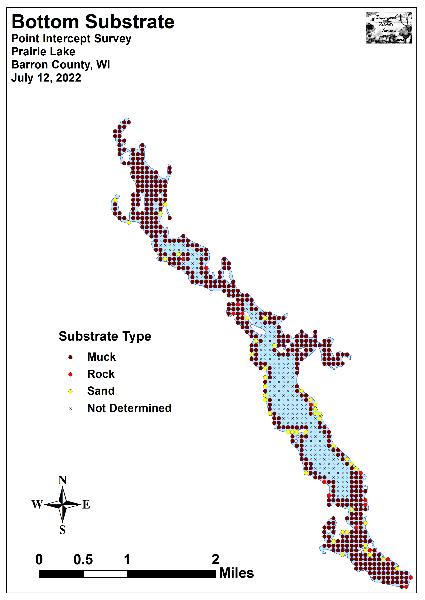 Bottom Substrate
Point Intercept Survey
Prairie Lake
Barron County, WI
July 12, 2022
Substrate Type
Muck
Rock
Sand
Not Determined
N
W E
S
0 0.5 1 2
Miles